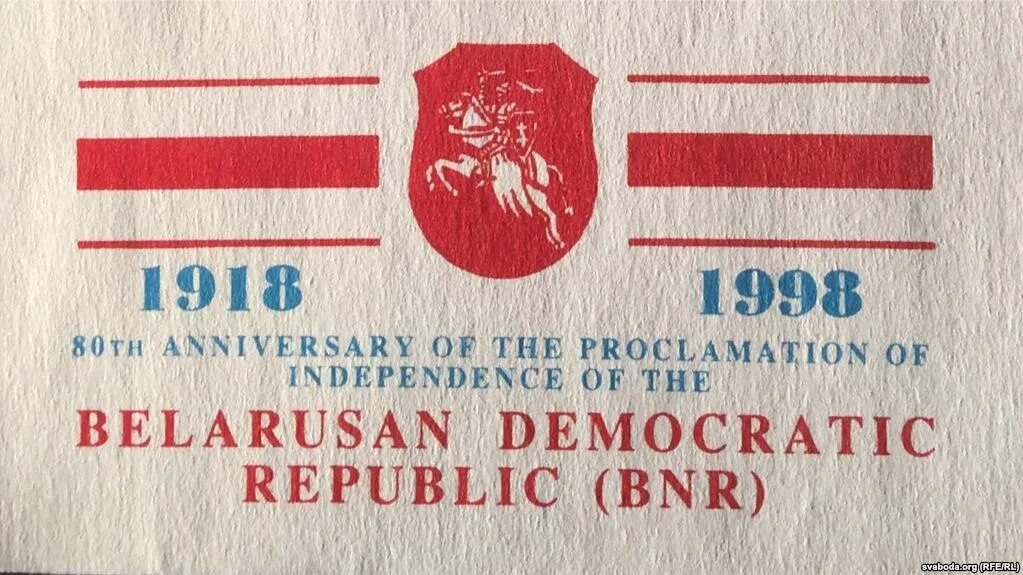 1918 1998
80TH ANNIVERSARY OF THE PROCLAMATION OF
INDEPENDENCE OF THE
BELARUSAN DEMOCRATIC
REPUBLIC (BNR)
svaboda.org (RFE/RL)